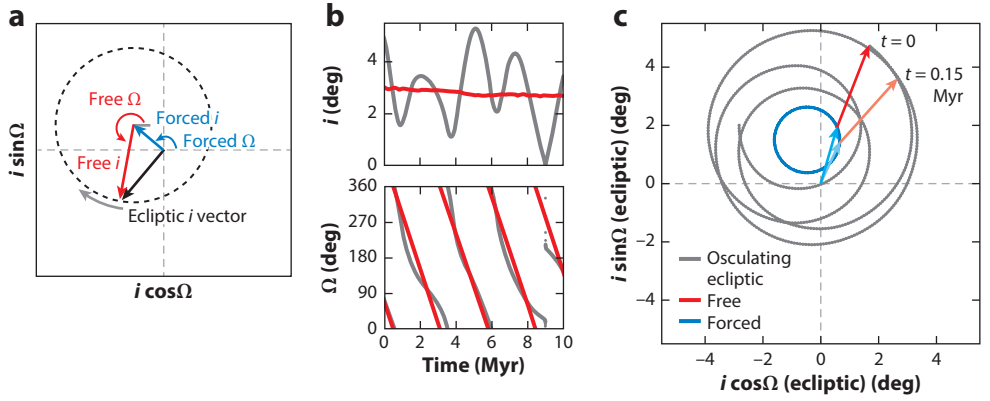 a
i sinΩ
Free Ω
Forced i
Forced Ω
Free i
Ecliptic i vector
i cosΩ
b
i (deg)
4
2
0
Ω (deg)
360
270
180
90
0
0 2 4 6 8 10
Time (Myr)
c
i sinΩ (ecliptic) (deg)
4
2
0
−2
−4
t = 0
t = 0.15
Myr
Osculating
ecliptic
Free
Forced
−4 −2 0 2 4
i cosΩ (ecliptic) (deg)